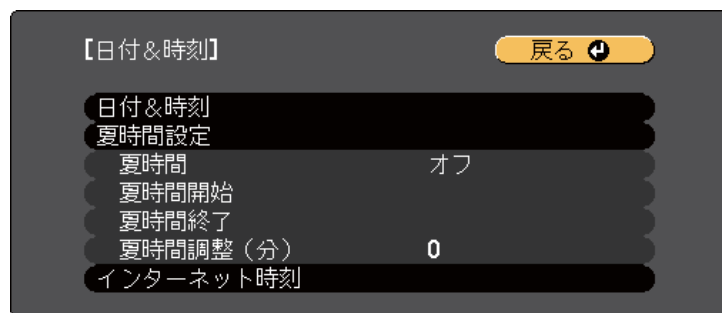 【日付&時刻】
戻る
日付&時刻
夏時間設定
夏時間 オフ
夏時間開始
夏時間終了
夏時間調整（分） 0
インターネット時刻